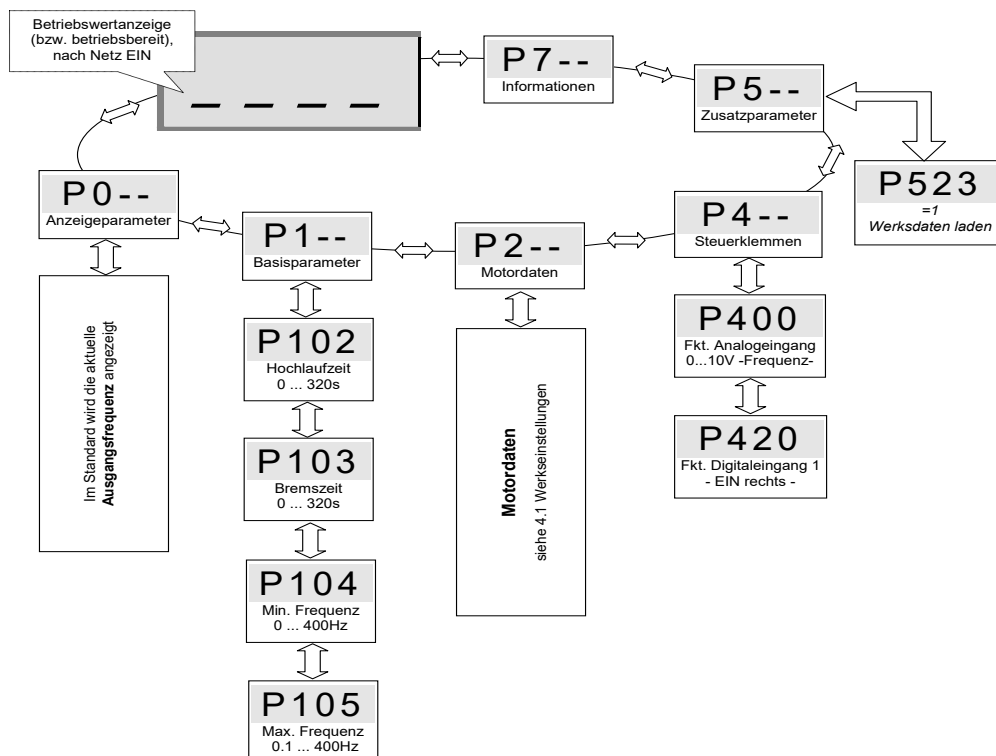 Betriebswertanzeige
(bzw. betriebsbereit),
nach Netz EIN
_ _ _ _
P7--
Informationen
P5--
Zusatzparameter
P523
=1
Werksdaten laden
P0--
Anzeigeparameter
Im Standard wird die aktuelle
Ausgangsfrequenz angezeigt
P1--
Basisparameter
P102
Hochlaufzeit
0 ... 320s
P103
Bremszeit
0 ... 320s
P104
Min. Frequenz
0 ... 400Hz
P105
Max. Frequenz
0.1 ... 400Hz
P2--
Motordaten
Motordaten
siehe 4.1 Werkseinstellungen
P4--
Steuerklemmen
P400
Fkt. Analogeingang
0...10V -Frequenz-
P420
Fkt. Digitaleingang 1
- EIN rechts -